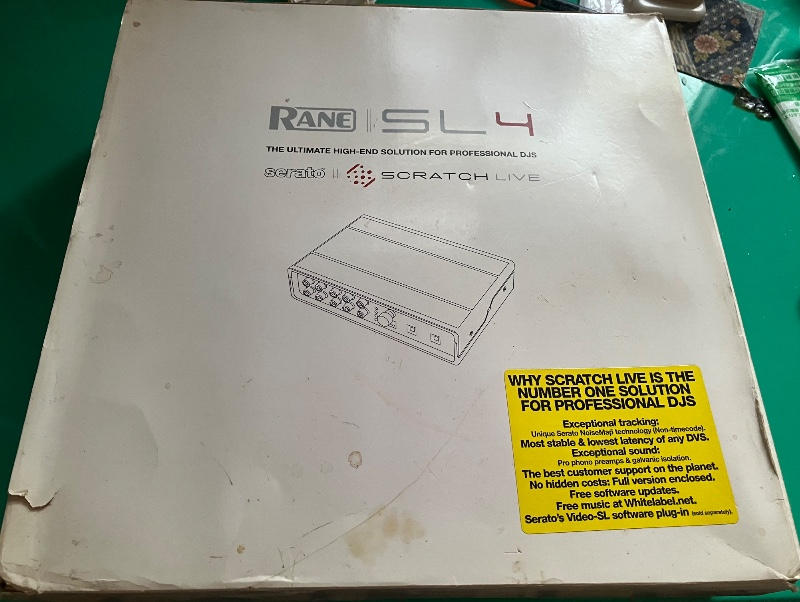 RANE SL4
THE ULTIMATE HIGH-END SOLUTION FOR PROFESSIONAL DJS
serato SCRATCH LIVE
WHY SCRATCH LIVE IS THE
NUMBER ONE SOLUTION
FOR PROFESSIONAL DJS
Exceptional tracking:
Unique Serato NoiseMap technology (Non-timecode).
Most stable & lowest latency of any DVS.
Exceptional sound:
Pro phono preamps & galvanic isolation.
The best customer support on the planet.
No hidden costs: Full version enclosed.
Free software updates.
Free music at Whitelabel.net.
Serato's Video-SL software plug-in (sold separately).